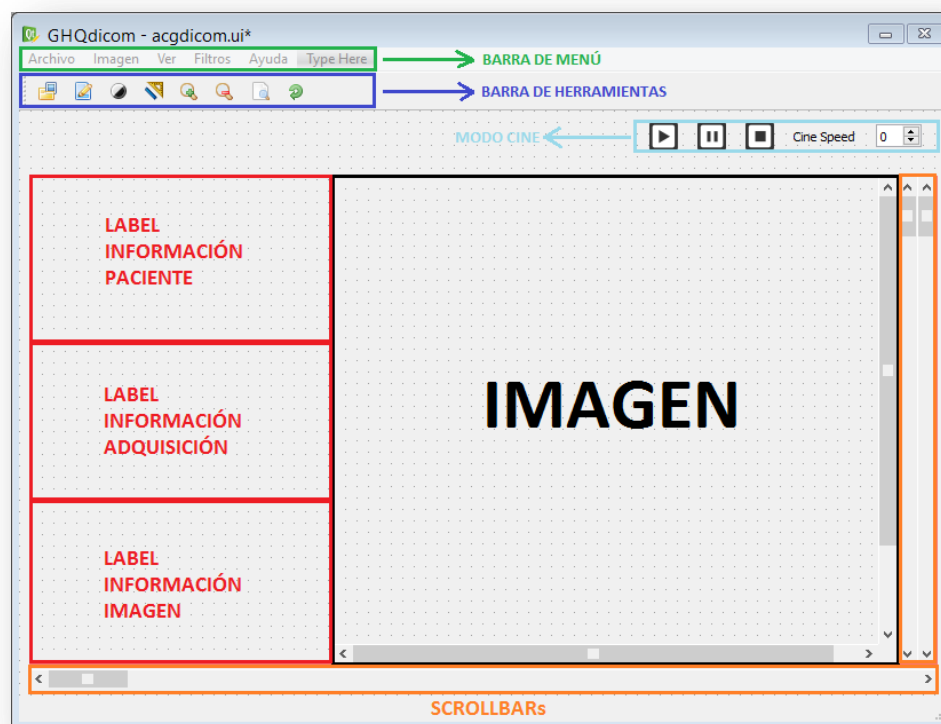 GHQdicom - acgdicom.ui*
Archivo Imagen Ver Filtros Ayuda Type Here
BARRA DE MENÚ
BARRA DE HERRAMIENTAS
MODO CINE
Cine Speed 0
LABEL
INFORMACIÓN
PACIENTE
LABEL
INFORMACIÓN
ADQUISICIÓN
IMAGEN
LABEL
INFORMACIÓN
IMAGEN
SCROLLBARs